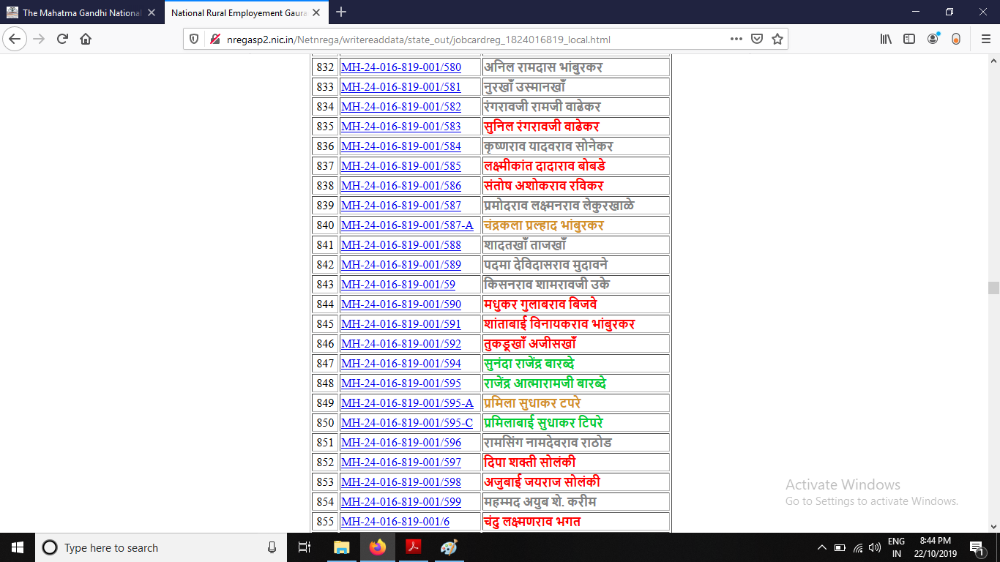 The Mahatma Gandhi National
National Rural Employement Gaura
nregasp2.nic.in/Netnrega/writereaddata/state_out/jobcardreg_1824016819_local.html
832 MH-24-016-819-001/580 अनिल रामदास भांबुरकर
833 MH-24-016-819-001/581 नुरखाँ उस्मानखाँ
834 MH-24-016-819-001/582 रंगरावजी रामजी वाढेकर
835 MH-24-016-819-001/583 सुनिल रंगरावजी वाढेकर
836 MH-24-016-819-001/584 कृष्णराव यादवराव सोनेकर
837 MH-24-016-819-001/585 लक्ष्मीकांत दादाराव बोबडे
838 MH-24-016-819-001/586 संतोष अशोकराव रविकर
839 MH-24-016-819-001/587 प्रमोदराव लक्ष्मनराव लेकुरखाळे
840 MH-24-016-819-001/587-A चंद्रकला प्रल्हाद भांबुरकर
841 MH-24-016-819-001/588 शादतखाँ ताजखाँ
842 MH-24-016-819-001/589 पदमा देविदासराव मुदावने
843 MH-24-016-819-001/59 किसनराव शामरावजी उके
844 MH-24-016-819-001/590 मधुकर गुलाबराव बिजवे
845 MH-24-016-819-001/591 शांताबाई विनायकराव भांबुरकर
846 MH-24-016-819-001/592 तुकडूखाँ अजीसखाँ
847 MH-24-016-819-001/594 सुनंदा राजेंद्र बारब्दे
848 MH-24-016-819-001/595 राजेंद्र आत्मारामजी बारब्दे
849 MH-24-016-819-001/595-A प्रमिला सुधाकर टपरे
850 MH-24-016-819-001/595-C प्रमिलाबाई सुधाकर टिपरे
851 MH-24-016-819-001/596 रामसिंग नामदेवराव राठोड
852 MH-24-016-819-001/597 दिपा शक्ती सोलंकी
853 MH-24-016-819-001/598 अजुबाई जयराज सोलंकी
854 MH-24-016-819-001/599 महम्मद अयुब शे. करीम
855 MH-24-016-819-001/6 चंदु लक्ष्मणराव भगत
Activate Windows
Go to Settings to activate Windows.
Type here to search
ENG
IN
8:44 PM
22/10/2019
1